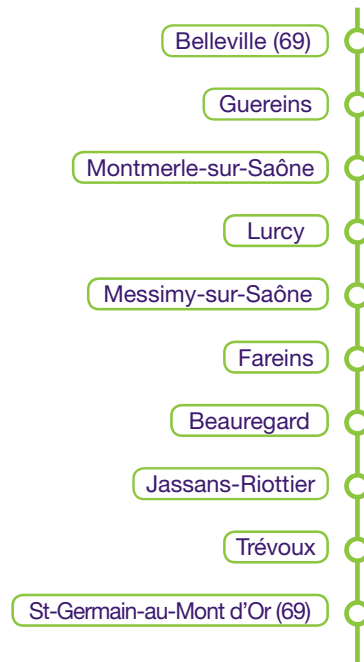 Belleville (69)
Guereins
Montmerle-sur-Saône
Lurcy
Messimy-sur-Saône
Fareins
Beauregard
Jassans-Riottier
Trévoux
St-Germain-au-Mont d’Or (69)